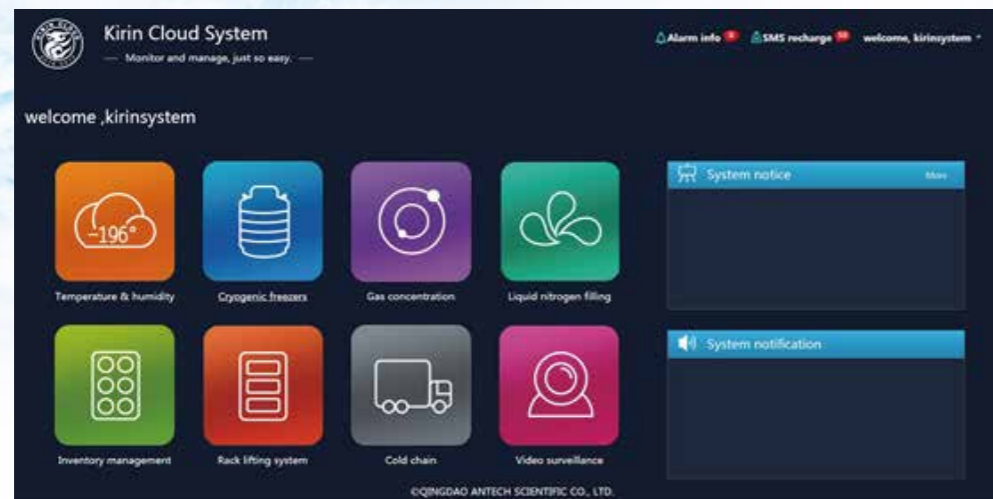 KIRIN CLOUD
Kirin Cloud System
— Monitor and manage, just so easy. —
Alarm info
SMS recharge
welcome, kirinsystem
welcome ,kirinsystem
-196°
Temperature & humidity
Cryogenic freezers
Gas concentration
Liquid nitrogen filling
System notice
More
Inventory management
Rack lifting system
Cold chain
Video surveillance
System notification
©QINGDAO ANTECH SCIENTIFIC CO., LTD.